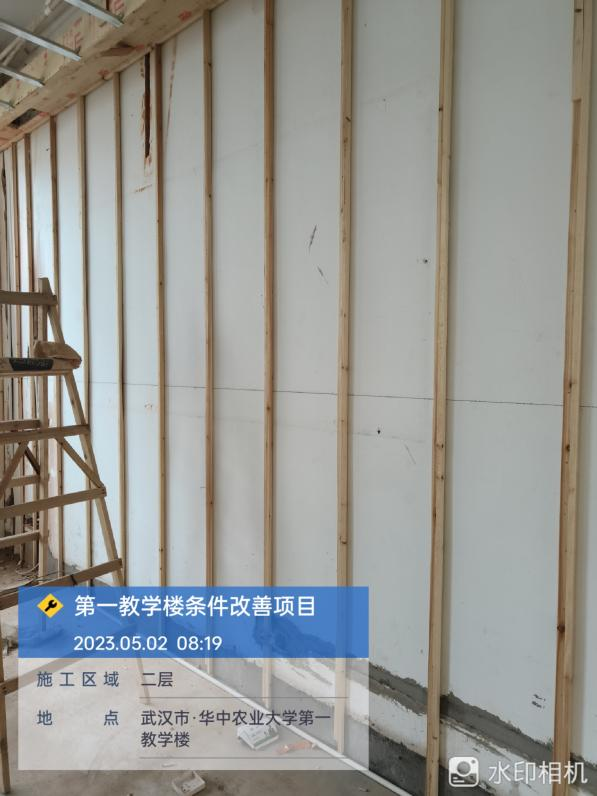 第一教学楼条件改善项目
2023.05.02 08:19
施工区域 二层
地 点 武汉市·华中农业大学第一
教学楼
水印相机